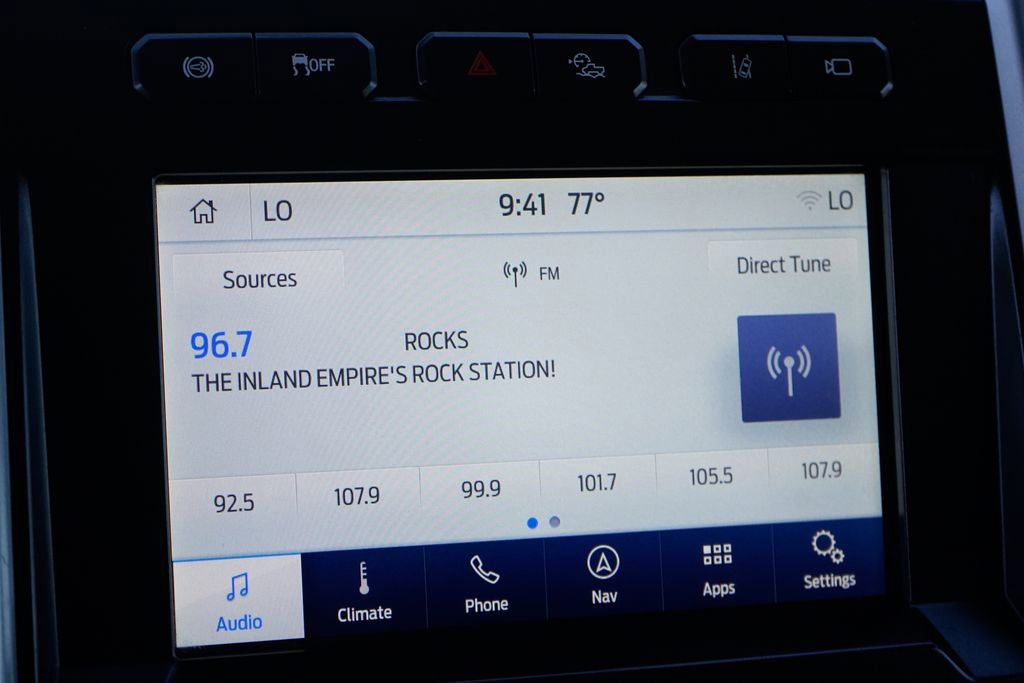 OFF
LO 9:41 77° LO
Sources FM Direct Tune
96.7 ROCKS
THE INLAND EMPIRE'S ROCK STATION!
92.5 107.9 99.9 101.7 105.5 107.9
Audio Climate Phone Nav Apps Settings